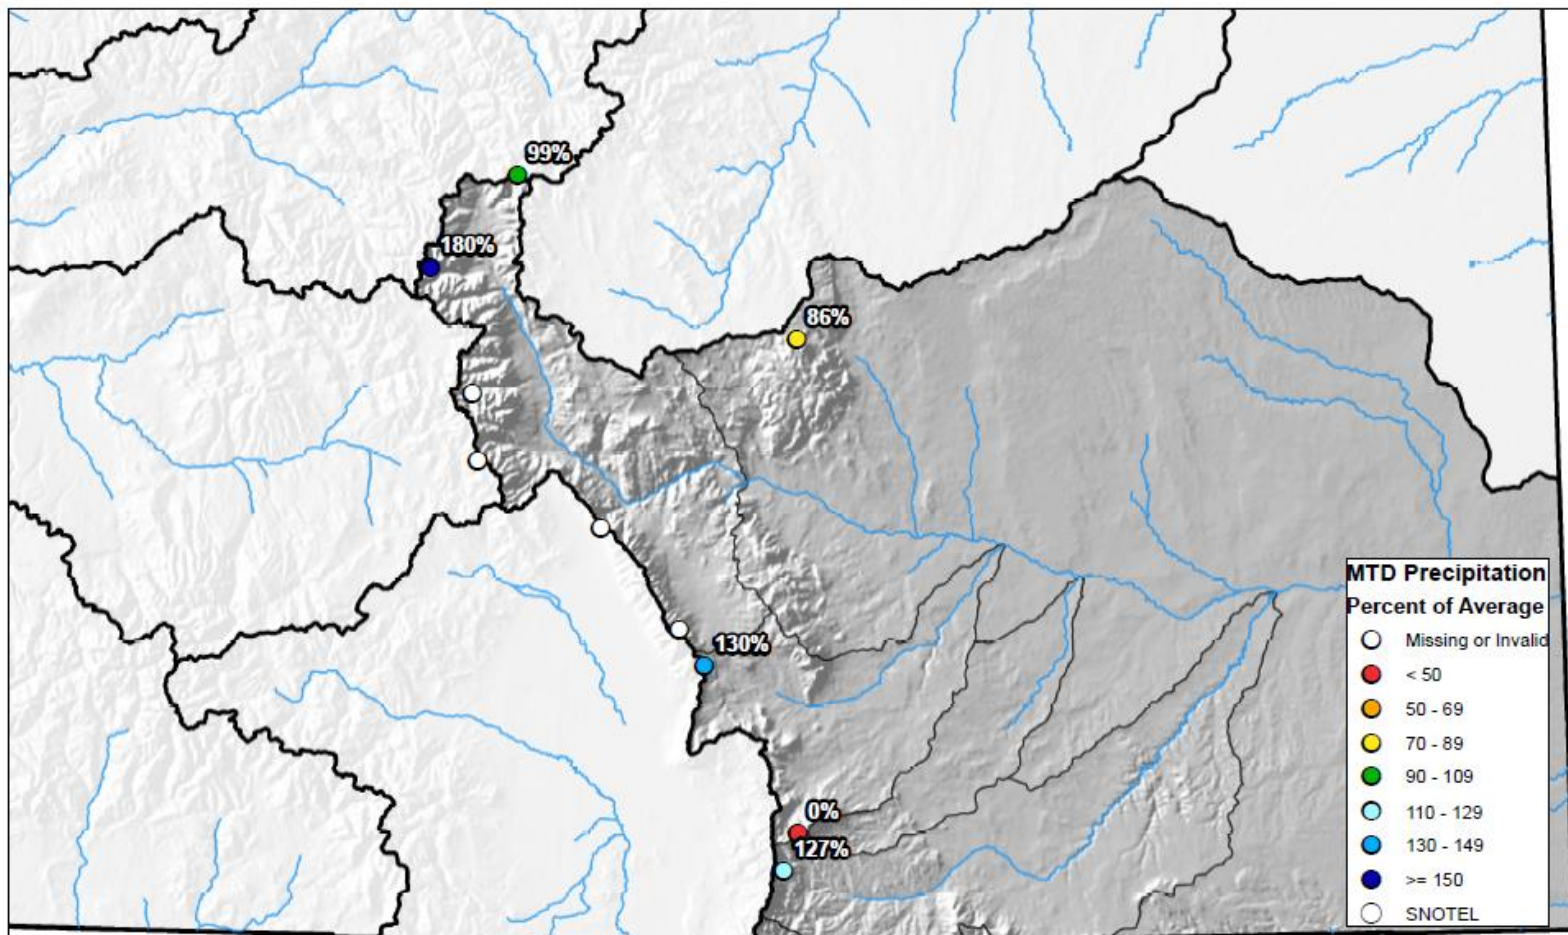 99%
180%
86%
130%
0%
127%
MTD Precipitation
Percent of Average
Missing or Invalid
< 50
50 - 69
70 - 89
90 - 109
110 - 129
130 - 149
>= 150
SNOTEL